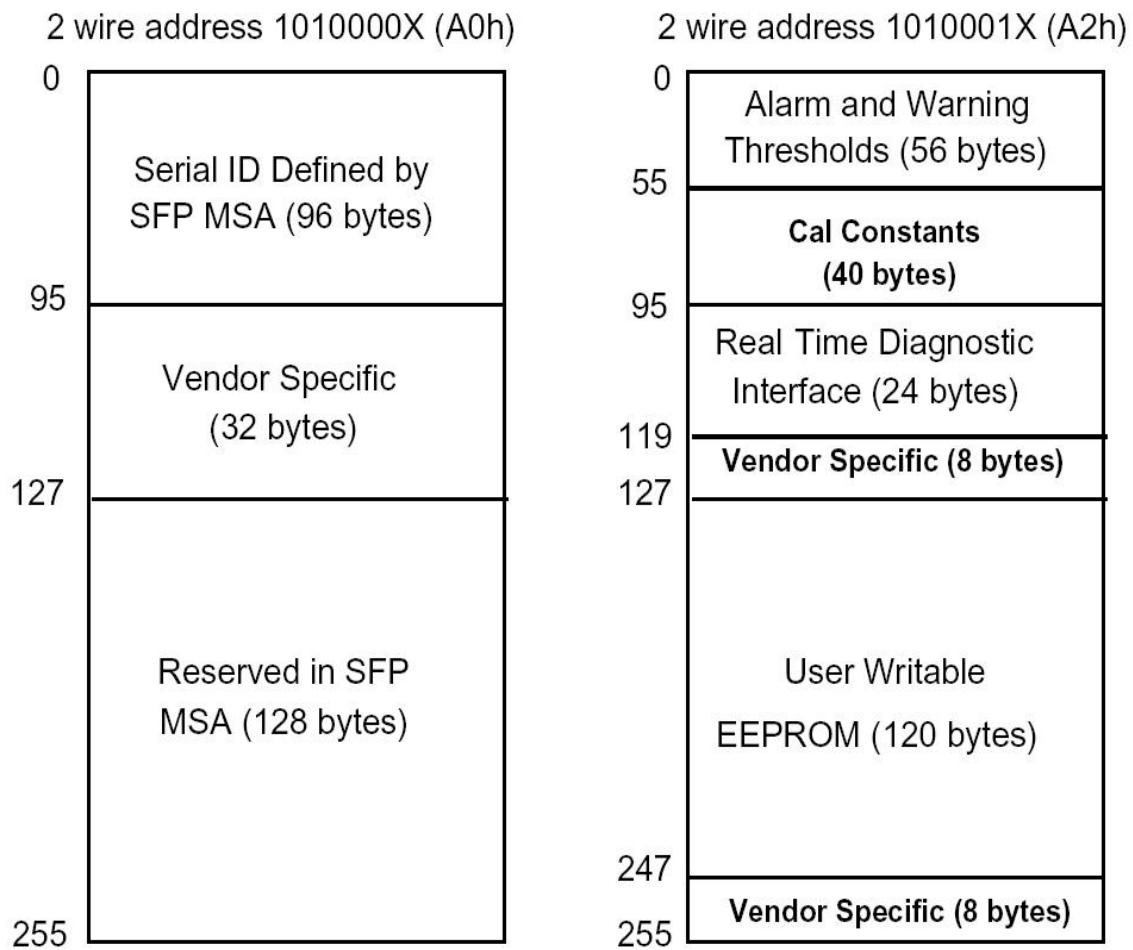 2 wire address 1010000X (A0h)
0
Serial ID Defined by
SFP MSA (96 bytes)
95
Vendor Specific
(32 bytes)
127
Reserved in SFP
MSA (128 bytes)
255
2 wire address 1010001X (A2h)
0
Alarm and Warning
Thresholds (56 bytes)
55
Cal Constants
(40 bytes)
95
Real Time Diagnostic
Interface (24 bytes)
119
Vendor Specific (8 bytes)
127
User Writable
EEPROM (120 bytes)
247
Vendor Specific (8 bytes)
255